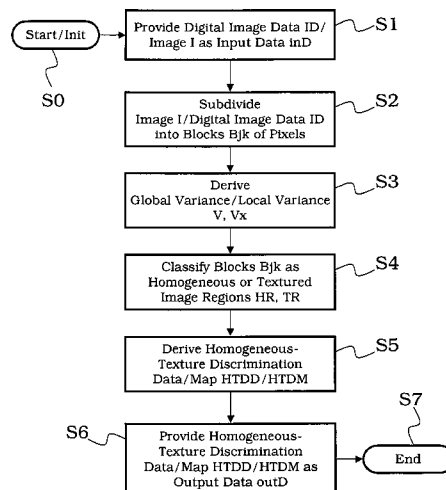 Start/Init
S0
Provide Digital Image Data ID/
Image I as Input Data inD
S1
Subdivide
Image I/Digital Image Data ID
into Blocks Bjk of Pixels
S2
Derive
Global Variance/Local Variance
V, Vx
S3
Classify Blocks Bjk as
Homogeneous or Textured
Image Regions HR, TR
S4
Derive Homogeneous-
Texture Discrimination
Data/Map HTDD/HTDM
S5
S6
Provide Homogeneous-
Texture Discrimination
Data/Map HTDD/HTDM as
Output Data outD
S7
End